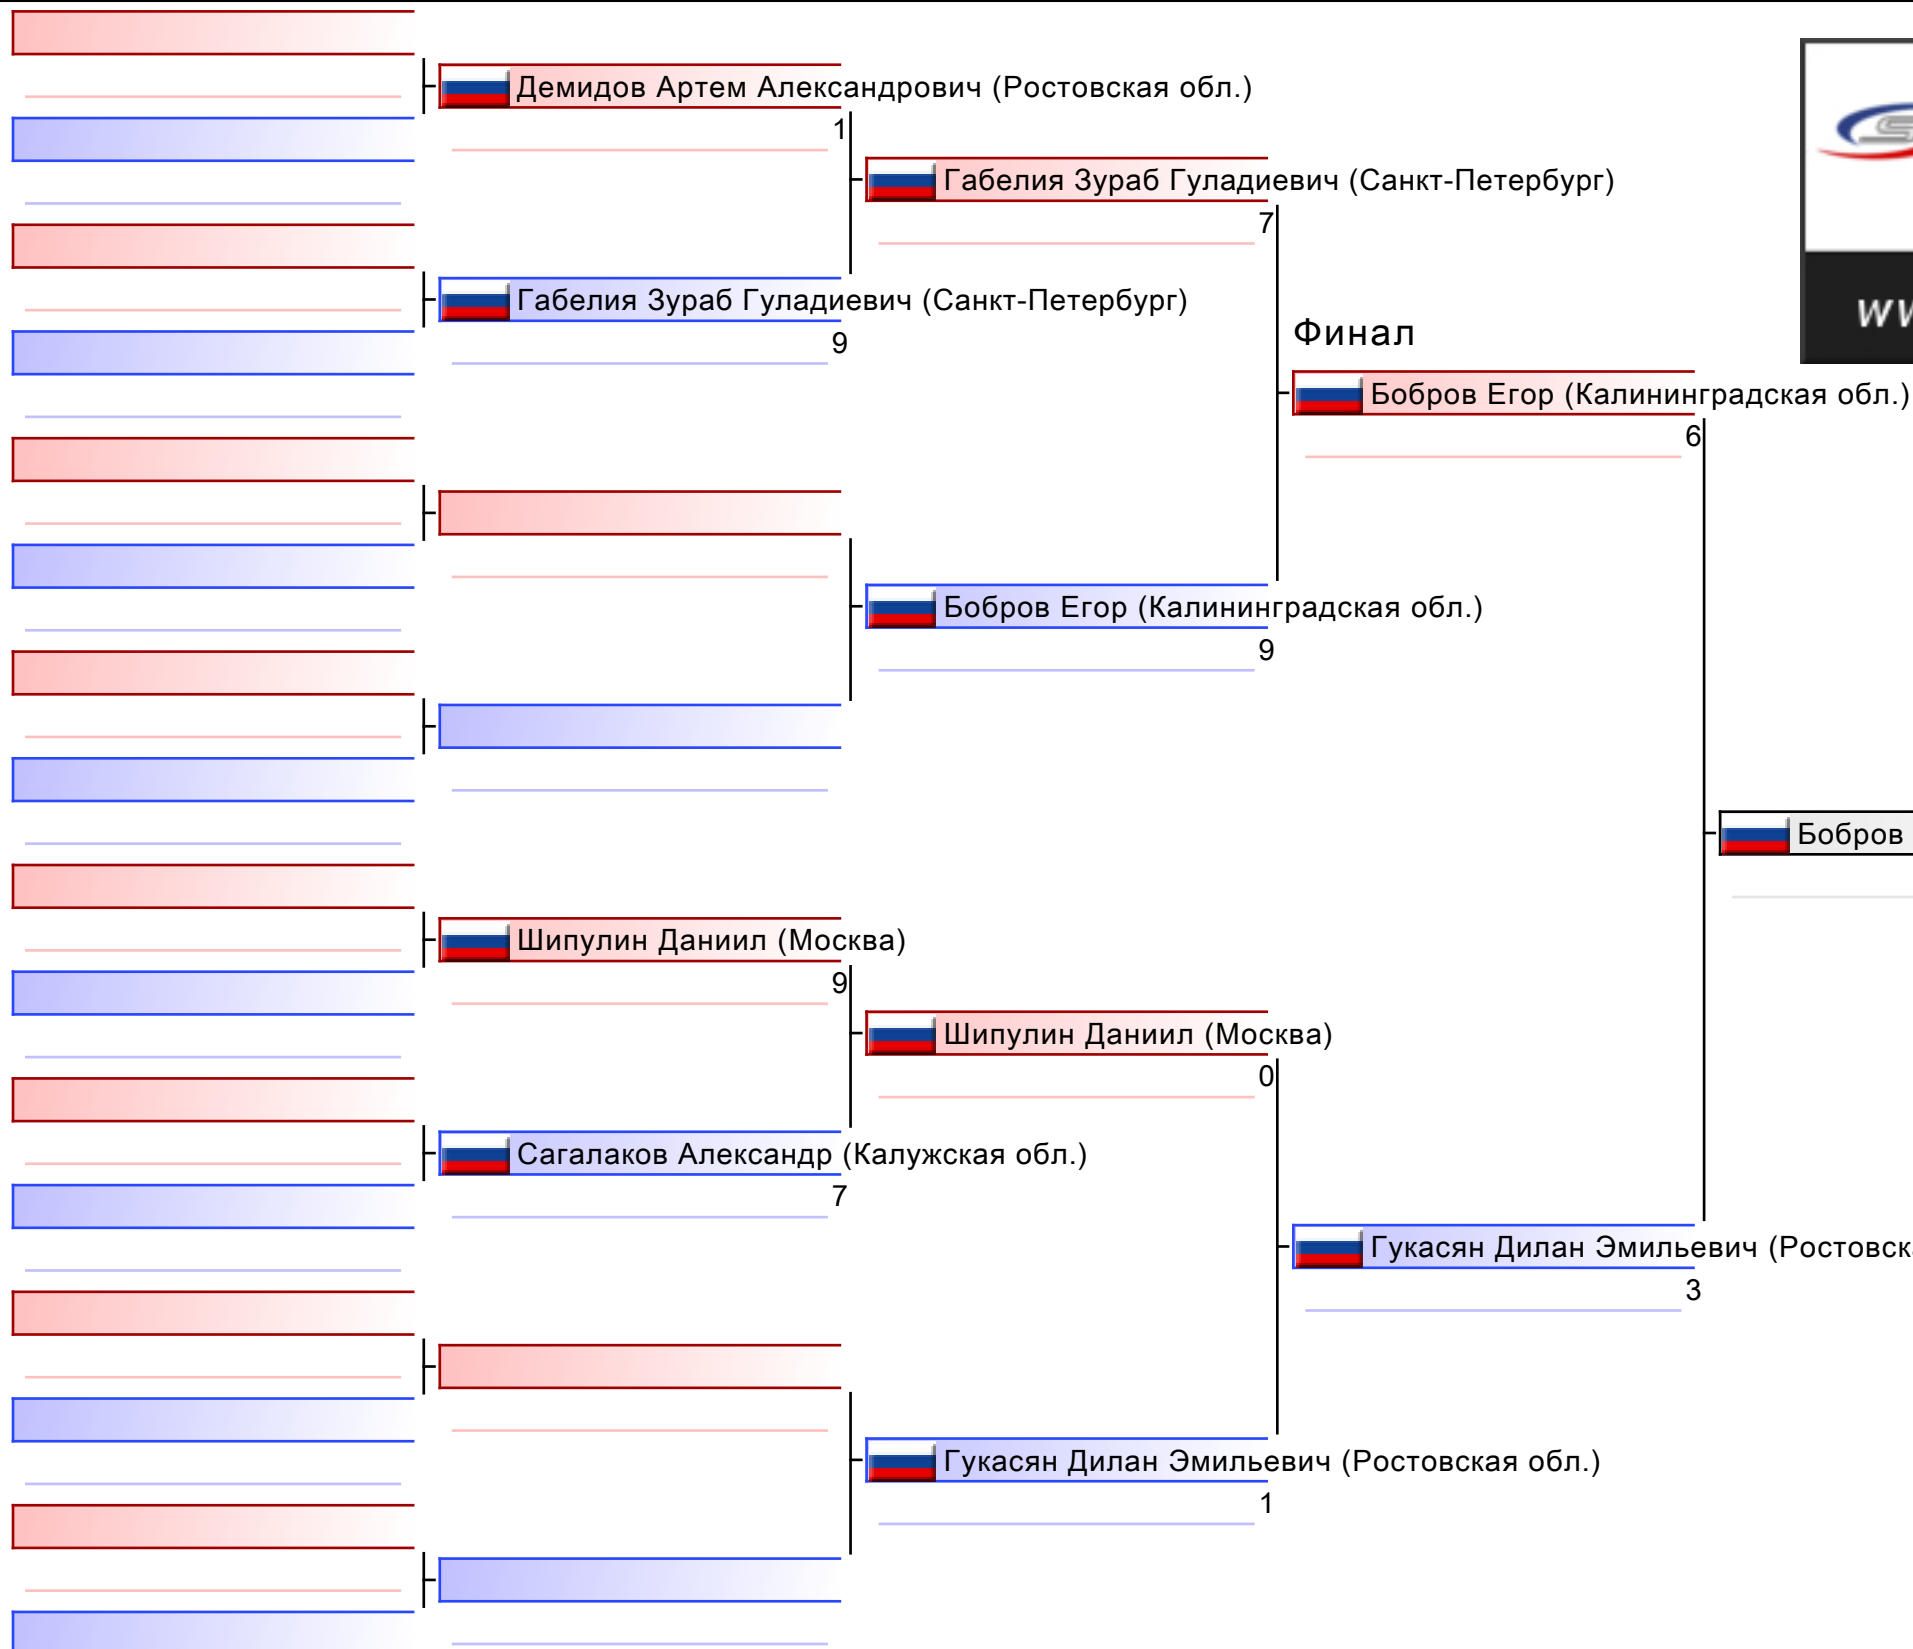 Демидов Артем Александрович (Ростовская обл.)
1
Габелия Зураб Гуладиевич (Санкт-Петербург)
7
Габелия Зураб Гуладиевич (Санкт-Петербург)
9
Финал
Бобров Егор (Калининградская обл.)
6
Бобров Егор (Калининградская обл.)
9
Бобров
Шипулин Даниил (Москва)
9
Шипулин Даниил (Москва)
0
Сагалаков Александр (Калужская обл.)
7
Гукасян Дилан Эмильевич (Ростовск
3
Гукасян Дилан Эмильевич (Ростовская обл.)
1